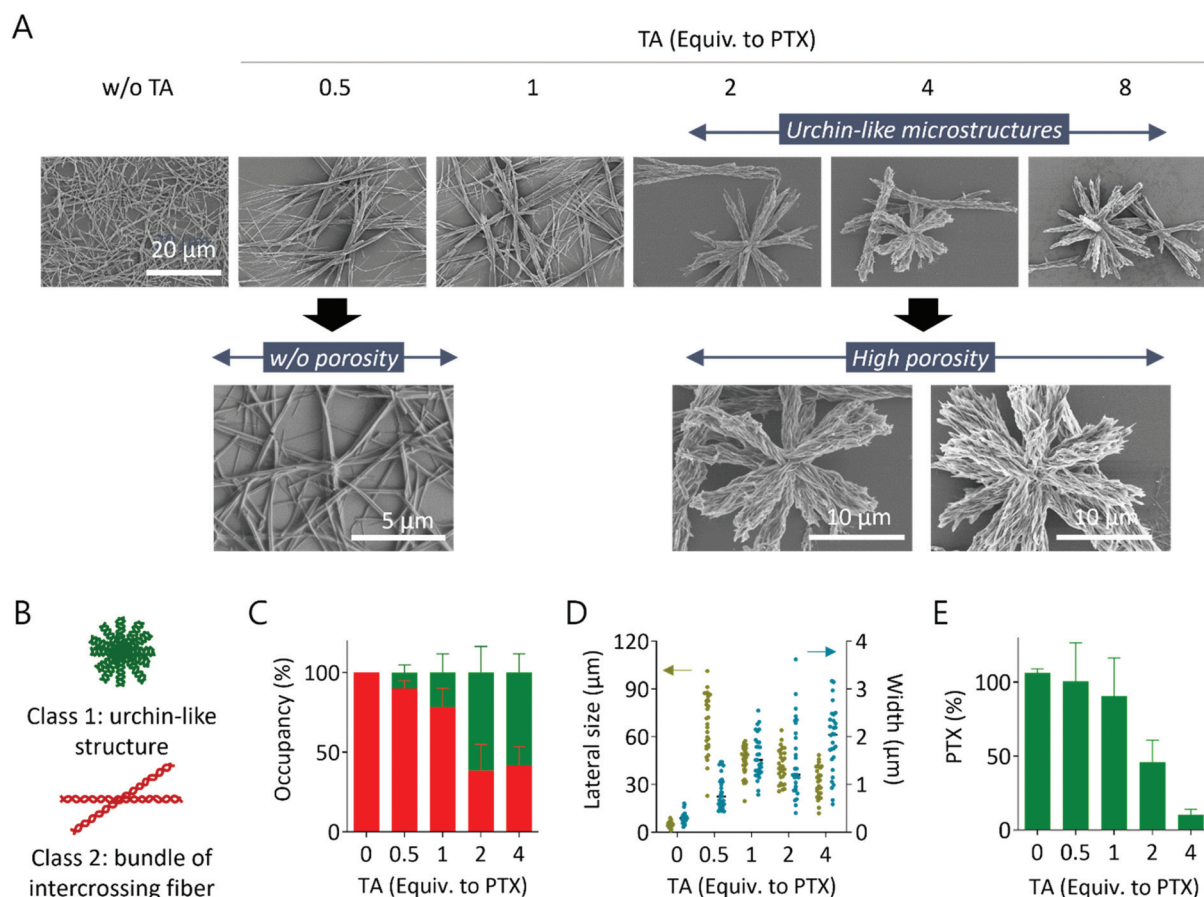 A
TA (Equiv. to PTX)
w/o TA 0.5 1 2 4 8
Urchin-like microstructures
20 µm
w/o porosity
High porosity
5 µm
10 µm
10 µm
B
Class 1: urchin-like
structure
Class 2: bundle of
intercrossing fiber
C
Occupancy (%)
100
50
0
0 0.5 1 2 4
TA (Equiv. to PTX)
D
Lateral size (µm)
120
90
60
30
0
4
3
2
1
0
Width (µm)
0 0.5 1 2 4
TA (Equiv. to PTX)
E
PTX (%)
100
50
0
0 0.5 1 2 4
TA (Equiv. to PTX)